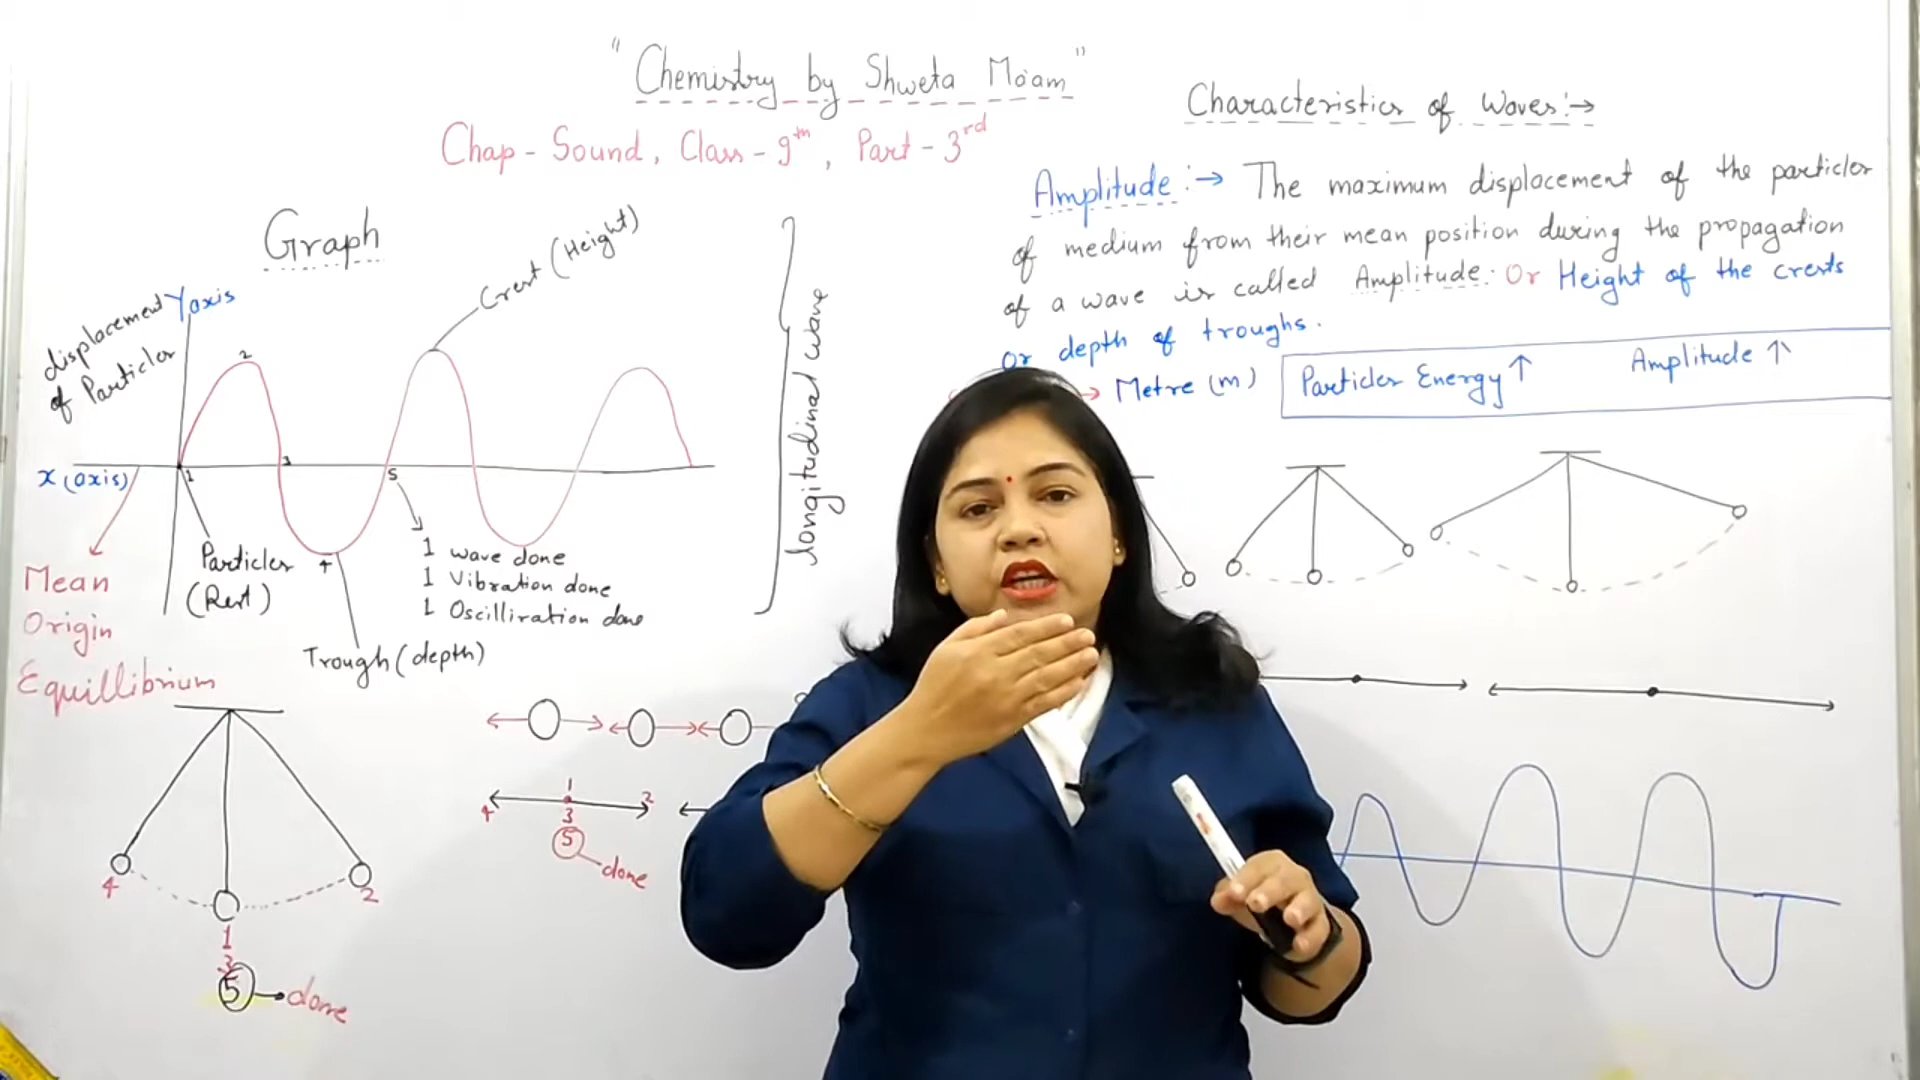 "Chemistry by Shweta Ma'am"
Chap - Sound, Class - 9th, Part - 3rd
Graph
displacement
of Particles
Y axis
Crest (Height)
2
x (axis)
1
3
5
4
Particles
(Rest)
1 wave done
1 Vibration done
1 Oscilliration done
Trough (depth)
longitudinal wave
Mean
Origin
Equillibrium
4
2
1
3
5 → done
4
1
2
3
5
done
Characteristics of Waves:→
Amplitude:→ The maximum displacement of the particles
of medium from their mean position during the propagation
of a wave is called Amplitude. Or Height of the crests
Or depth of troughs.
→ Metre (m)
Particles Energy ↑ Amplitude ↑